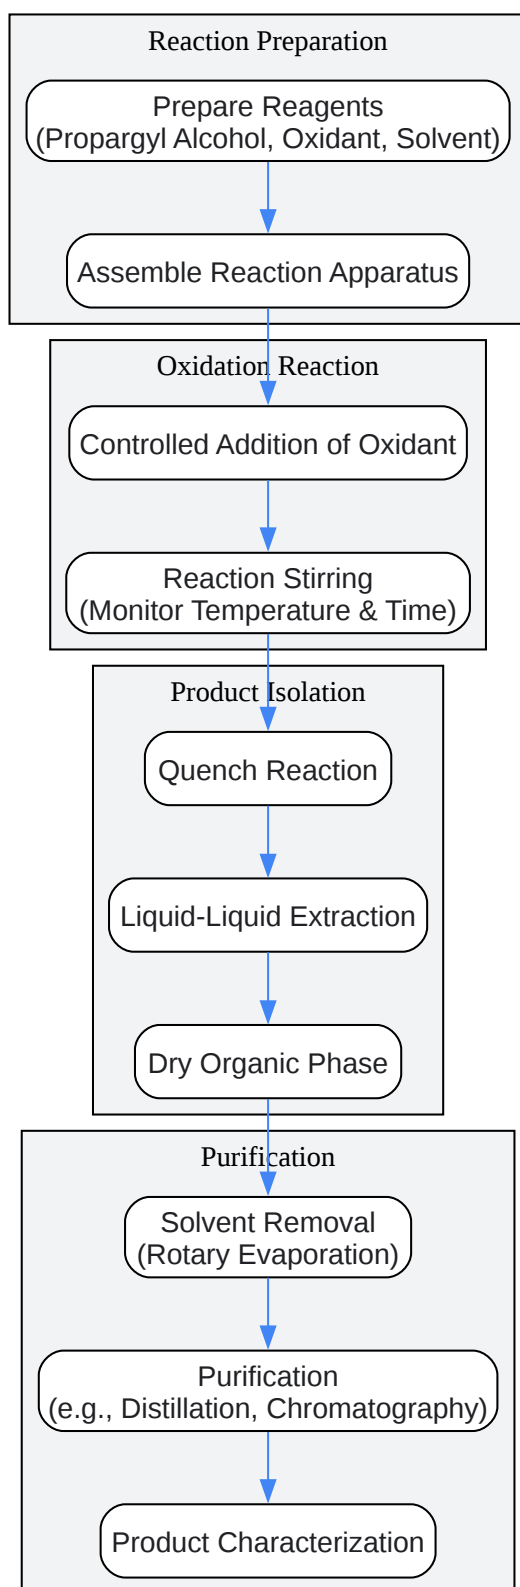 Reaction Preparation
Prepare Reagents
(Propargyl Alcohol, Oxidant, Solvent)
Assemble Reaction Apparatus
Oxidation Reaction
Controlled Addition of Oxidant
Reaction Stirring
(Monitor Temperature & Time)
Product Isolation
Quench Reaction
Liquid-Liquid Extraction
Dry Organic Phase
Purification
Solvent Removal
(Rotary Evaporation)
Purification
(e.g., Distillation, Chromatography)
Product Characterization